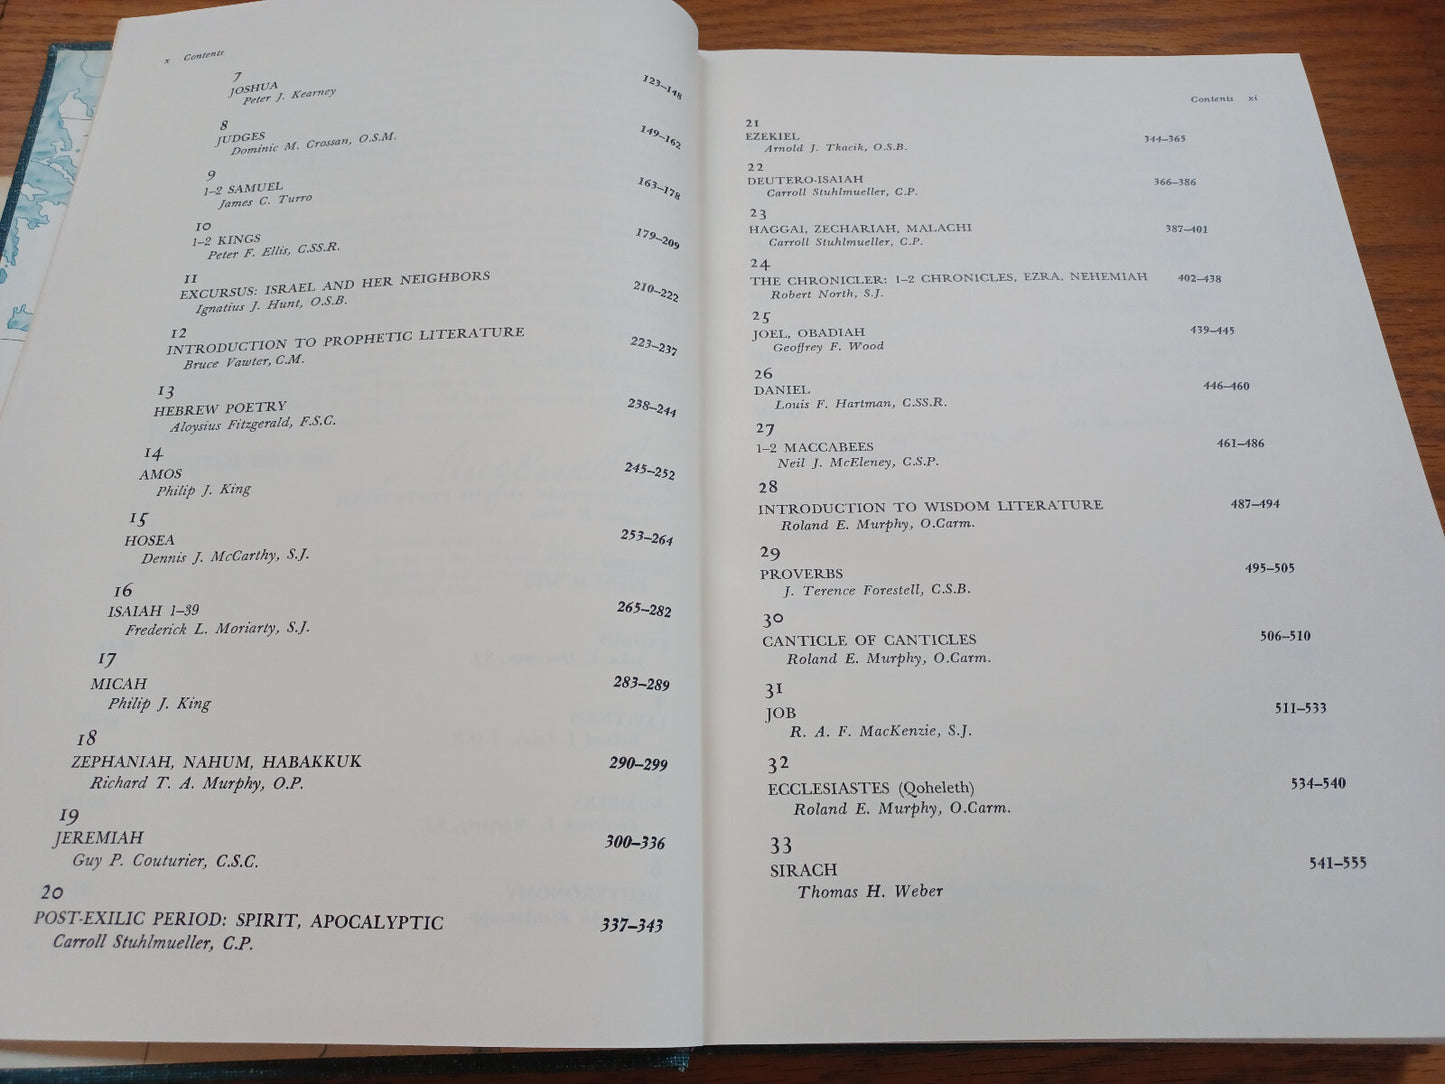 x Contents
7
JOSHUA 123–148
Peter J. Kearney
8
JUDGES 149–162
Dominic M. Crossan, O.S.M.
9
1–2 SAMUEL 163–178
James C. Turro
10
1–2 KINGS 179–209
Peter F. Ellis, C.SS.R.
11
EXCURSUS: ISRAEL AND HER NEIGHBORS 210–222
Ignatius J. Hunt, O.S.B.
12
INTRODUCTION TO PROPHETIC LITERATURE 223–237
Bruce Vawter, C.M.
13
HEBREW POETRY 238–244
Aloysius Fitzgerald, F.S.C.
14
AMOS 245–252
Philip J. King
15
HOSEA 253–264
Dennis J. McCarthy, S.J.
16
ISAIAH 1–39 265–282
Frederick L. Moriarty, S.J.
17
MICAH 283–289
Philip J. King
18
ZEPHANIAH, NAHUM, HABAKKUK 290–299
Richard T. A. Murphy, O.P.
19
JEREMIAH 300–336
Guy P. Couturier, C.S.C.
20
POST-EXILIC PERIOD: SPIRIT, APOCALYPTIC 337–343
Carroll Stuhlmueller, C.P.
Contents xi
21
EZEKIEL 344–365
Arnold J. Tkacik, O.S.B.
22
DEUTERO-ISAIAH 366–386
Carroll Stuhlmueller, C.P.
23
HAGGAI, ZECHARIAH, MALACHI 387–401
Carroll Stuhlmueller, C.P.
24
THE CHRONICLER: 1–2 CHRONICLES, EZRA, NEHEMIAH 402–438
Robert North, S.J.
25
JOEL, OBADIAH 439–445
Geoffrey F. Wood
26
DANIEL 446–460
Louis F. Hartman, C.SS.R.
27
1–2 MACCABEES 461–486
Neil J. McEleney, C.S.P.
28
INTRODUCTION TO WISDOM LITERATURE 487–494
Roland E. Murphy, O.Carm.
29
PROVERBS 495–505
J. Terence Forestell, C.S.B.
30
CANTICLE OF CANTICLES 506–510
Roland E. Murphy, O.Carm.
31
JOB 511–533
R. A. F. MacKenzie, S.J.
32
ECCLESIASTES (Qoheleth) 534–540
Roland E. Murphy, O.Carm.
33
SIRACH 541–555
Thomas H. Weber